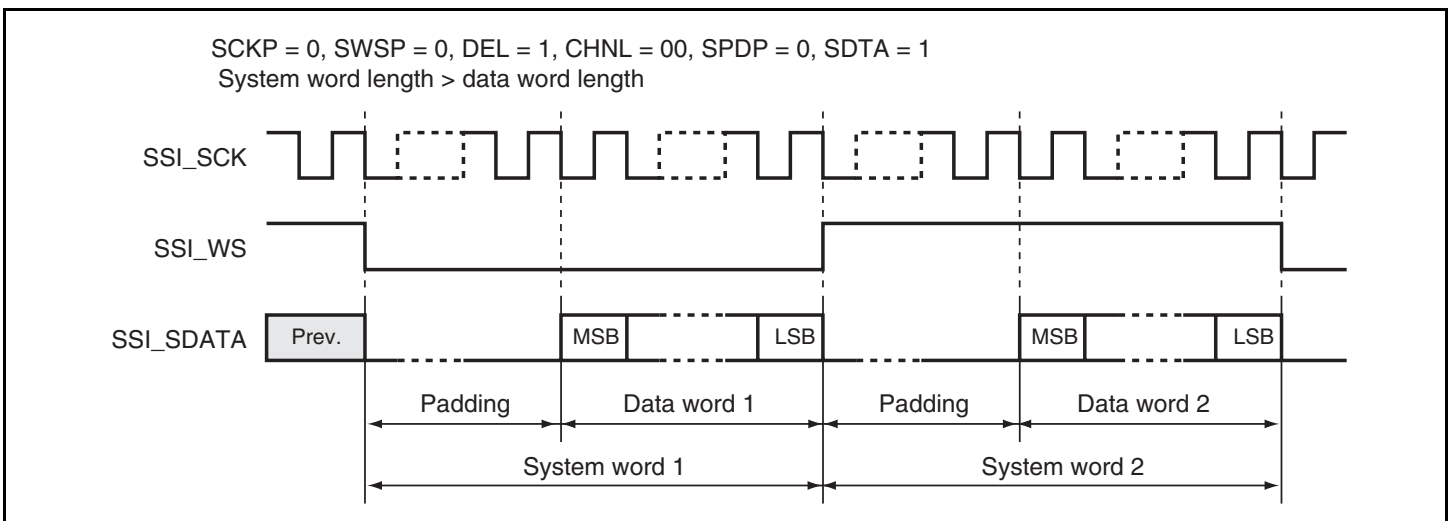 SCKP = 0, SWSP = 0, DEL = 1, CHNL = 00, SPDP = 0, SDTA = 1
System word length > data word length
SSI_SCK
SSI_WS
SSI_SDATA
Prev.
MSB
LSB
MSB
LSB
Padding
Data word 1
Padding
Data word 2
System word 1
System word 2